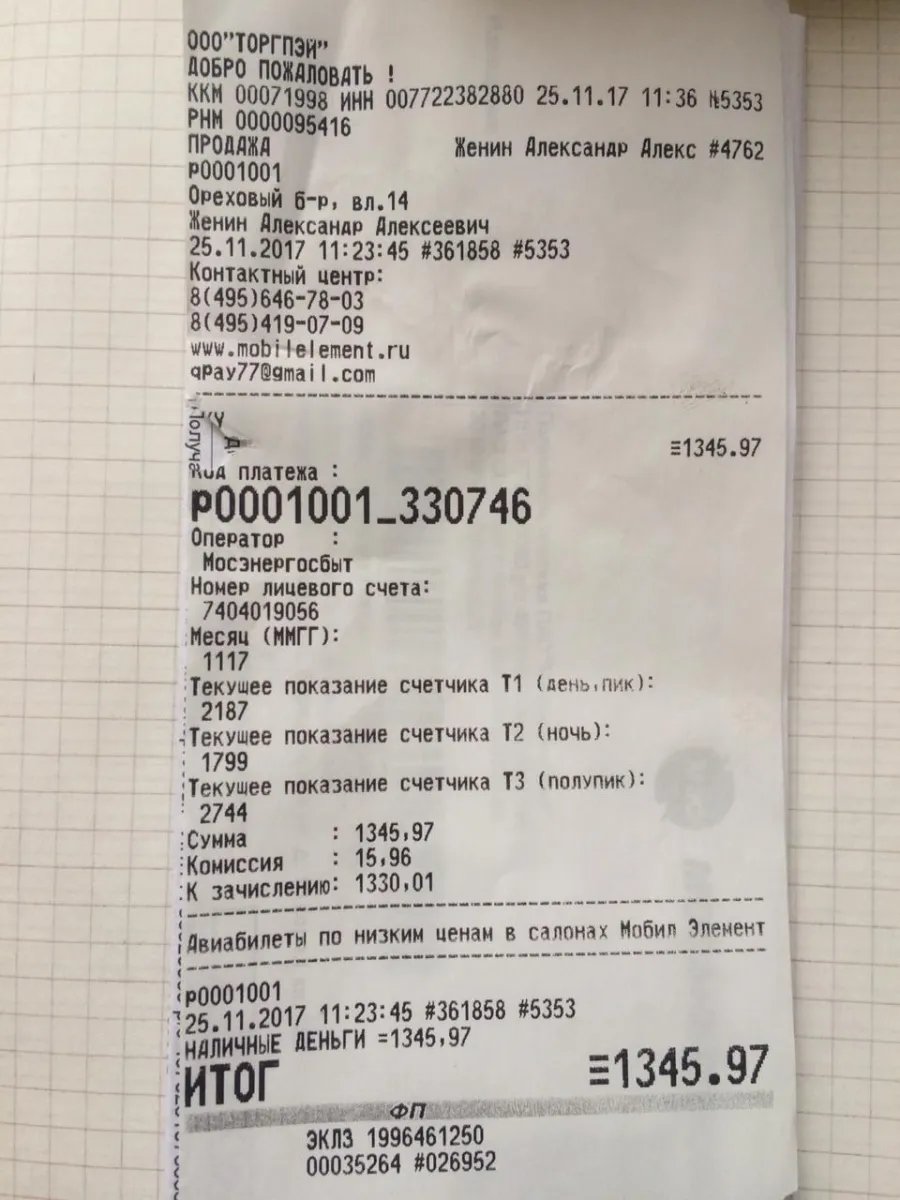 ООО"ТОРГПЭЙ"
ДОБРО ПОЖАЛОВАТЬ !
ККМ 00071998 ИНН 007722382880 25.11.17 11:36 №5353
РНМ 0000095416
ПРОДАЖА Женин Александр Алекс #4762
P0001001
Ореховый б-р, вл.14
Женин Александр Алексеевич
25.11.2017 11:23:45 #361858 #5353
Контактный центр:
8(495)646-78-03
8(495)419-07-09
www.mobilelement.ru
qpay77@gmail.com
≡1345.97
Код платежа :
P0001001_330746
Оператор :
Мосэнергосбыт
Номер лицевого счета:
7404019056
Месяц (ММГГ):
1117
Текущее показание счетчика Т1 (день,пик):
2187
Текущее показание счетчика Т2 (ночь):
1799
Текущее показание счетчика Т3 (полупик):
2744
Сумма : 1345,97
Комиссия : 15,96
К зачислению: 1330,01
Авиабилеты по низким ценам в салонах Мобил Элемент
P0001001
25.11.2017 11:23:45 #361858 #5353
НАЛИЧНЫЕ ДЕНЬГИ =1345,97
ИТОГ ≡1345.97
ФП
ЭКЛЗ 1996461250
00035264 #026952